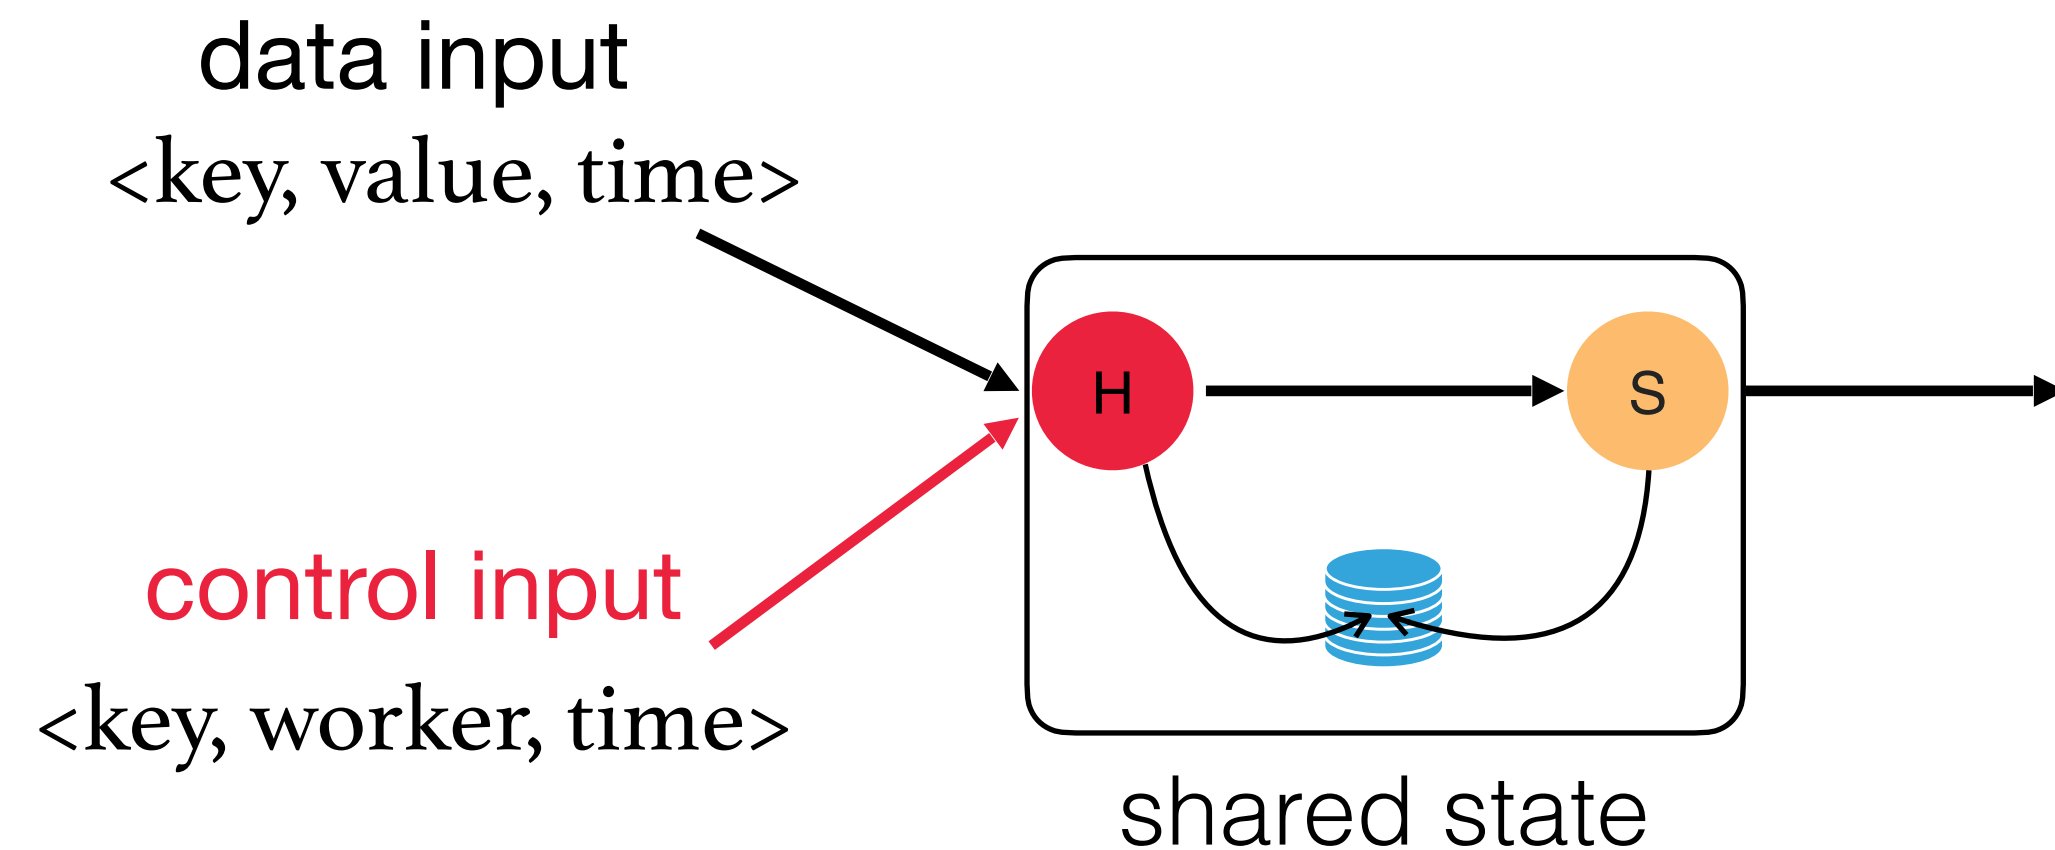 data input
<key, value, time>
H
S
control input
<key, worker, time>
shared state